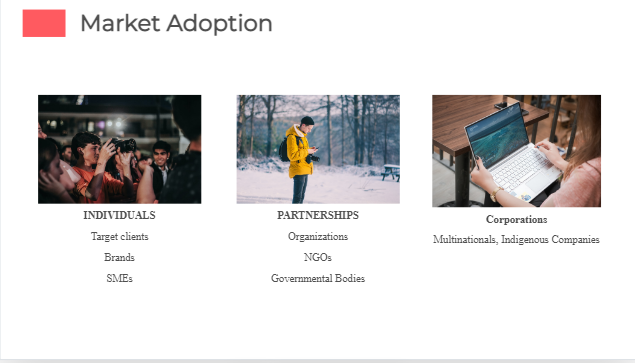 Market Adoption
INDIVIDUALS
Target clients
Brands
SMEs
PARTNERSHIPS
Organizations
NGOs
Governmental Bodies
Corporations
Multinationals, Indigenous Companies